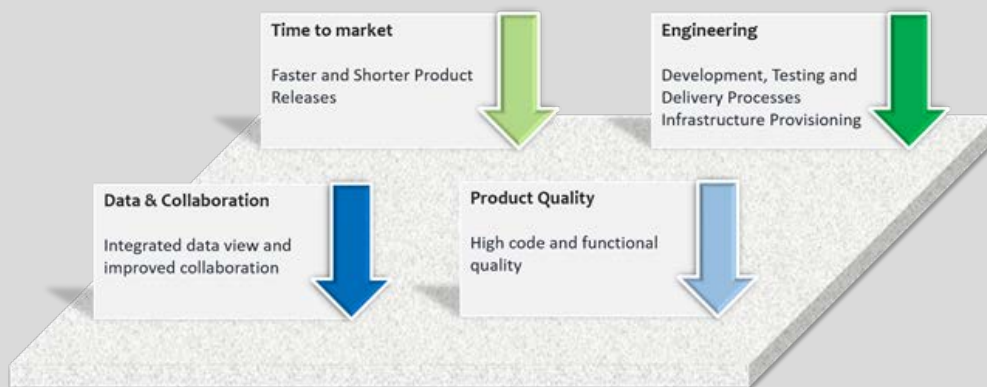 Time to market
Faster and Shorter Product
Releases
Engineering
Development, Testing and
Delivery Processes
Infrastructure Provisioning
Data & Collaboration
Integrated data view and
improved collaboration
Product Quality
High code and functional
quality